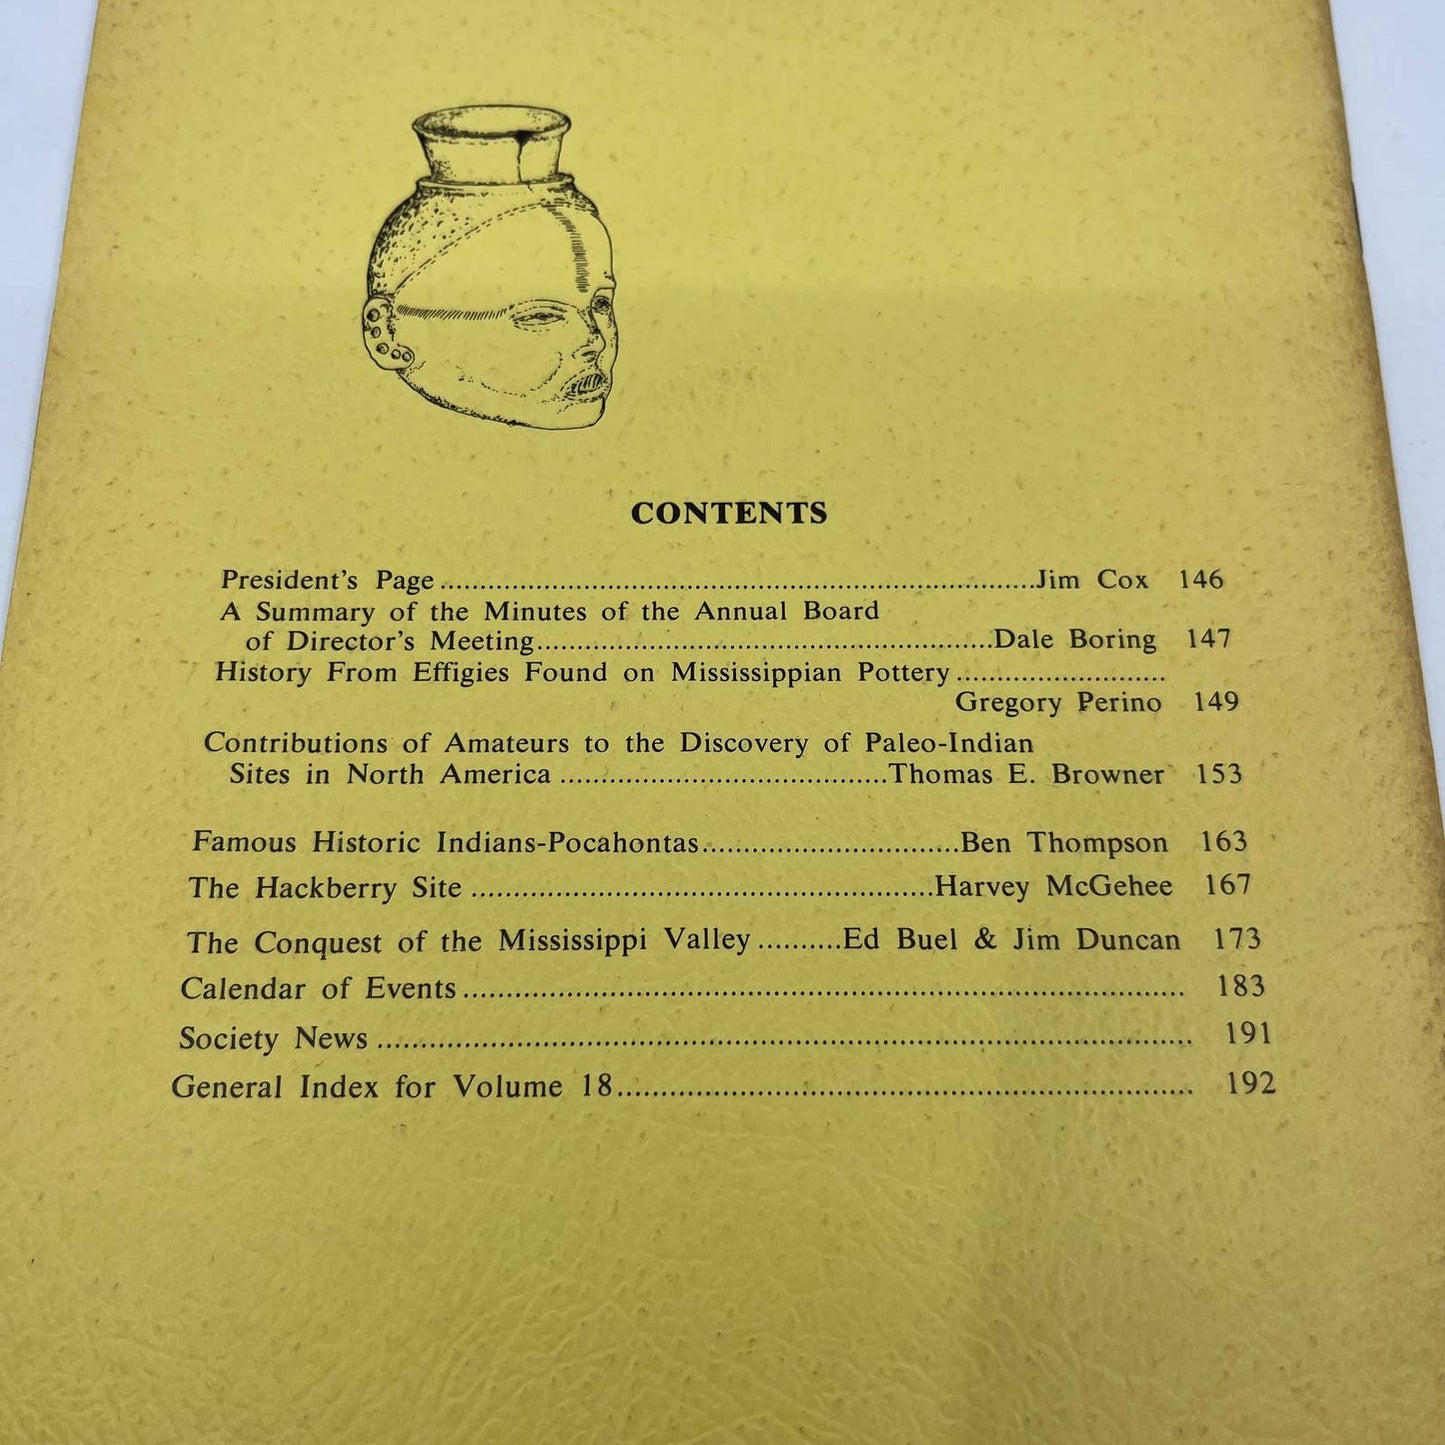 CONTENTS
President's Page........................................................................Jim Cox 146
A Summary of the Minutes of the Annual Board
of Director's Meeting.......................................................Dale Boring 147
History From Effigies Found on Mississippian Pottery..........................
Gregory Perino 149
Contributions of Amateurs to the Discovery of Paleo-Indian
Sites in North America........................................Thomas E. Browner 153
Famous Historic Indians-Pocahontas...............................Ben Thompson 163
The Hackberry Site........................................................Harvey McGehee 167
The Conquest of the Mississippi Valley..........Ed Buel & Jim Duncan 173
Calendar of Events........................................................................................ 183
Society News.................................................................................................. 191
General Index for Volume 18...................................................................... 192